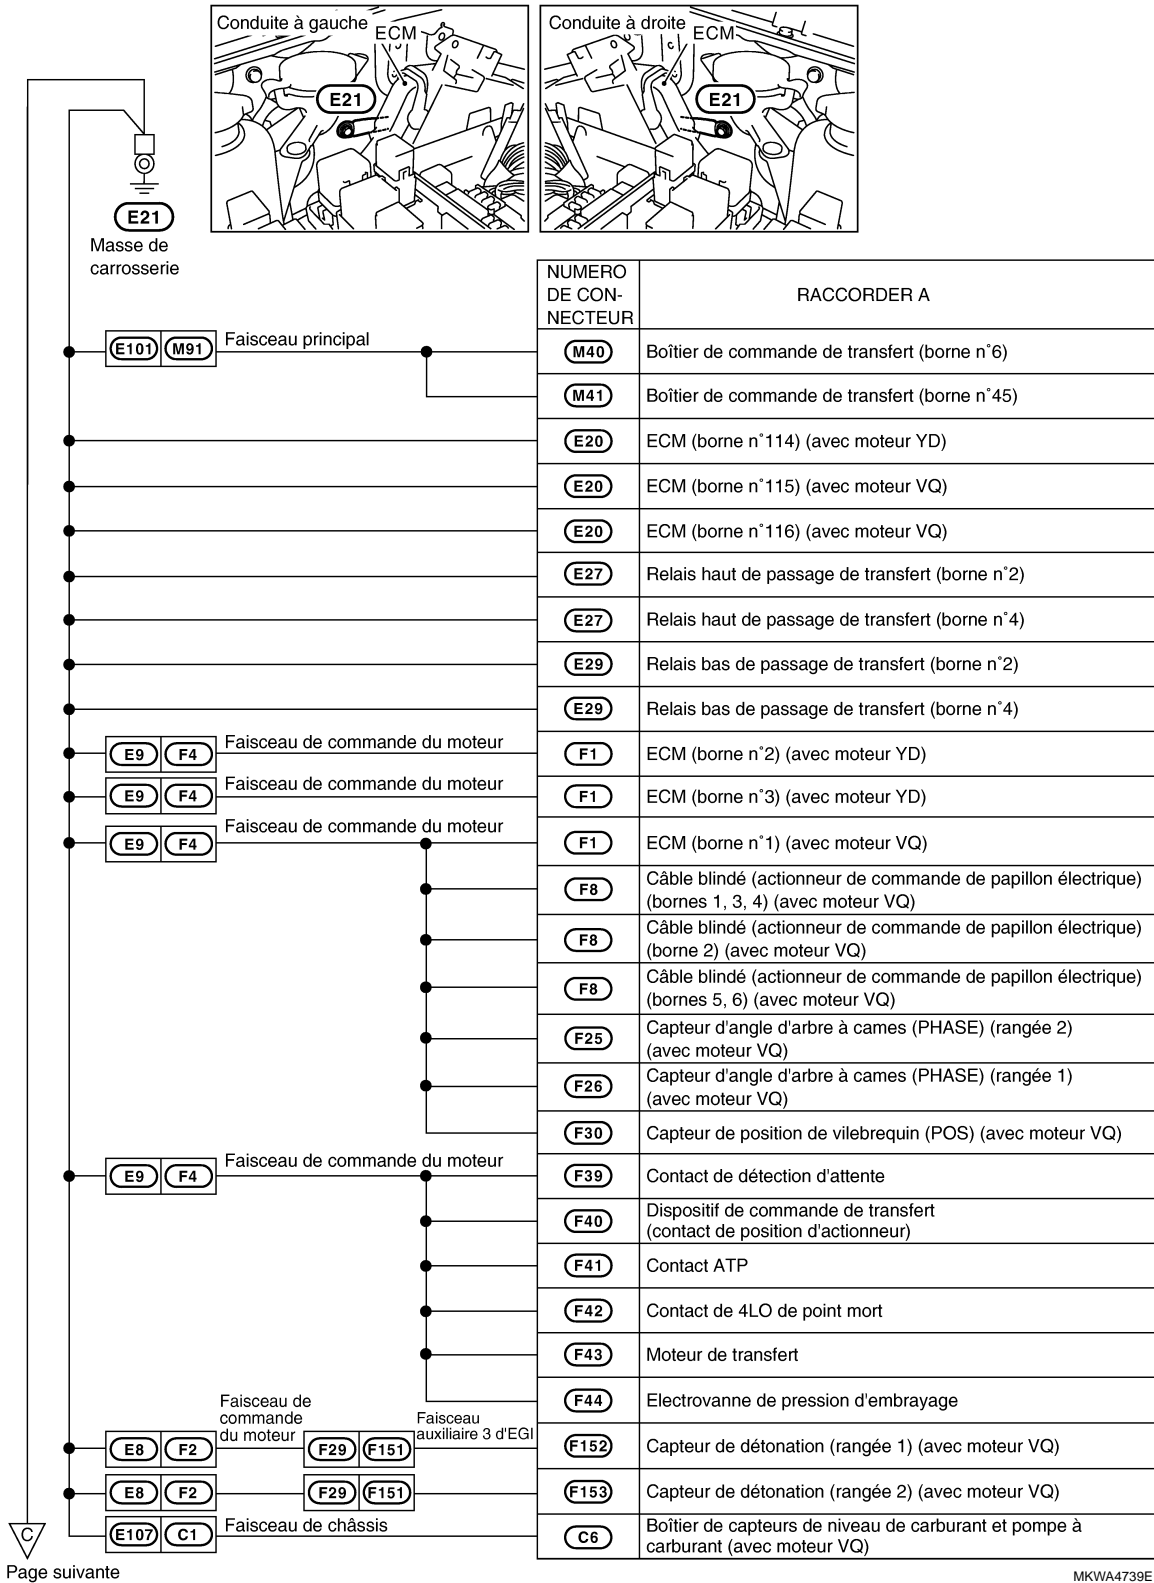 Conduite à gauche
ECM
E21
Conduite à droite
ECM
E21
E21
Masse de
carrosserie
NUMERO
DE CON-
NECTEUR
RACCORDER A
E101 M91 Faisceau principal
M40 Boîtier de commande de transfert (borne n°6)
M41 Boîtier de commande de transfert (borne n°45)
E20 ECM (borne n°114) (avec moteur YD)
E20 ECM (borne n°115) (avec moteur VQ)
E20 ECM (borne n°116) (avec moteur VQ)
E27 Relais haut de passage de transfert (borne n°2)
E27 Relais haut de passage de transfert (borne n°4)
E29 Relais bas de passage de transfert (borne n°2)
E29 Relais bas de passage de transfert (borne n°4)
E9 F4 Faisceau de commande du moteur
F1 ECM (borne n°2) (avec moteur YD)
E9 F4 Faisceau de commande du moteur
F1 ECM (borne n°3) (avec moteur YD)
E9 F4 Faisceau de commande du moteur
F1 ECM (borne n°1) (avec moteur VQ)
F8 Câble blindé (actionneur de commande de papillon électrique)
(bornes 1, 3, 4) (avec moteur VQ)
F8 Câble blindé (actionneur de commande de papillon électrique)
(borne 2) (avec moteur VQ)
F8 Câble blindé (actionneur de commande de papillon électrique)
(bornes 5, 6) (avec moteur VQ)
F25 Capteur d'angle d'arbre à cames (PHASE) (rangée 2)
(avec moteur VQ)
F26 Capteur d'angle d'arbre à cames (PHASE) (rangée 1)
(avec moteur VQ)
F30 Capteur de position de vilebrequin (POS) (avec moteur VQ)
E9 F4 Faisceau de commande du moteur
F39 Contact de détection d'attente
F40 Dispositif de commande de transfert
(contact de position d'actionneur)
F41 Contact ATP
F42 Contact de 4LO de point mort
F43 Moteur de transfert
F44 Electrovanne de pression d'embrayage
Faisceau de
commande
du moteur
Faisceau
auxiliaire 3 d'EGI
E8 F2 F29 F151 F152 Capteur de détonation (rangée 1) (avec moteur VQ)
E8 F2 F29 F151 F153 Capteur de détonation (rangée 2) (avec moteur VQ)
E107 C1 Faisceau de châssis
C6 Boîtier de capteurs de niveau de carburant et pompe à
carburant (avec moteur VQ)
C
Page suivante
MKWA4739E